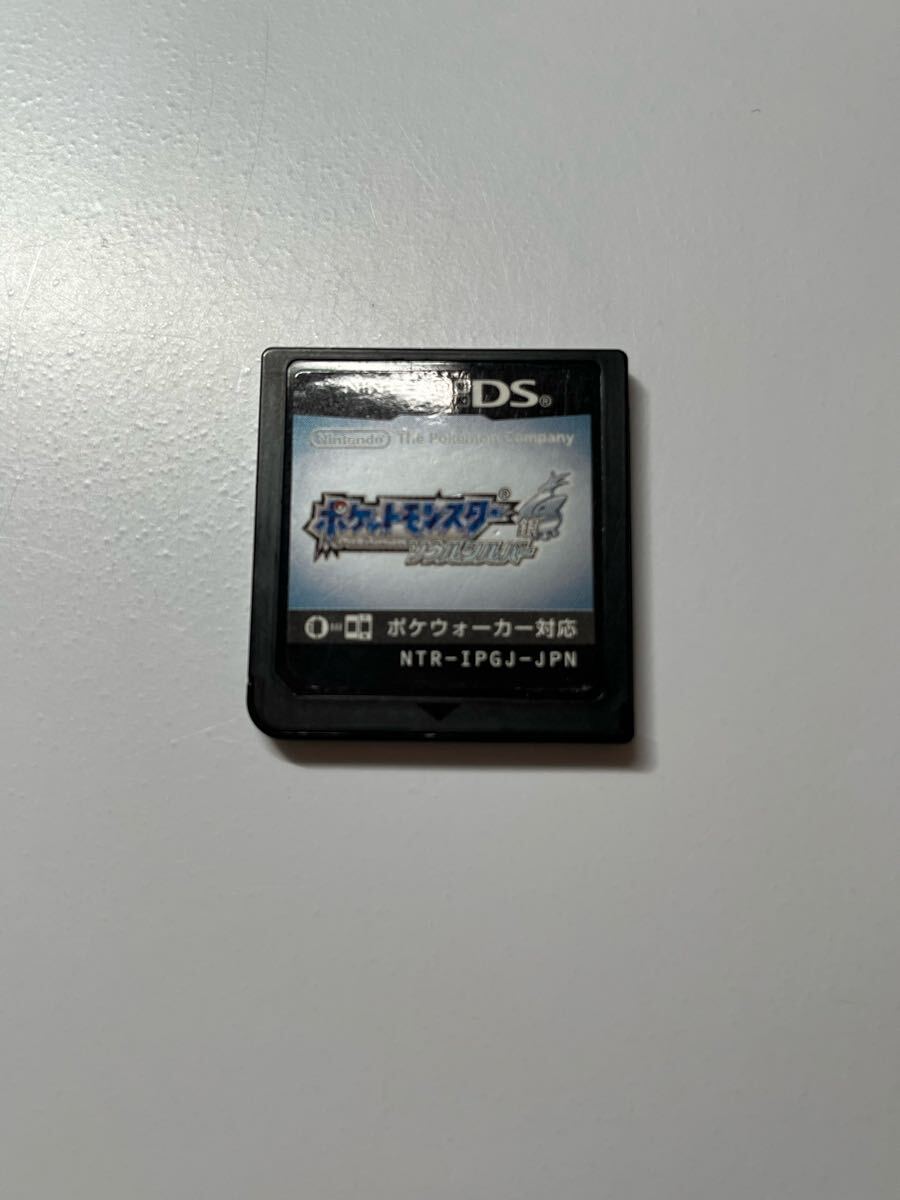 NINTENDO DS®
Nintendo The Pokémon Company
ポケットモンスター®
銀
ソウルシルバー
ポケウォーカー対応
NTR-IPGJ-JPN